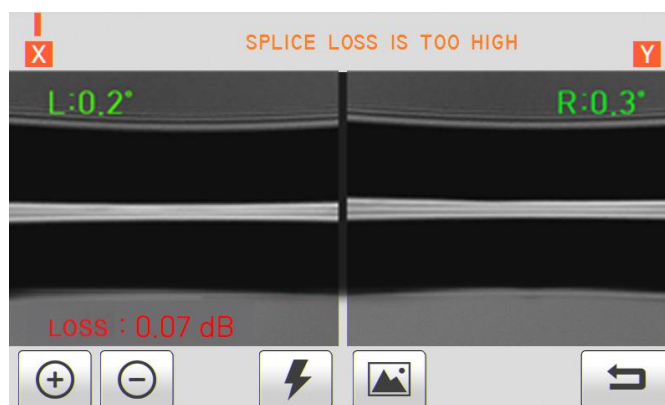 SPLICE LOSS IS TOO HIGH
X
Y
L:0.2°
R:0.3°
LOSS : 0.07 dB